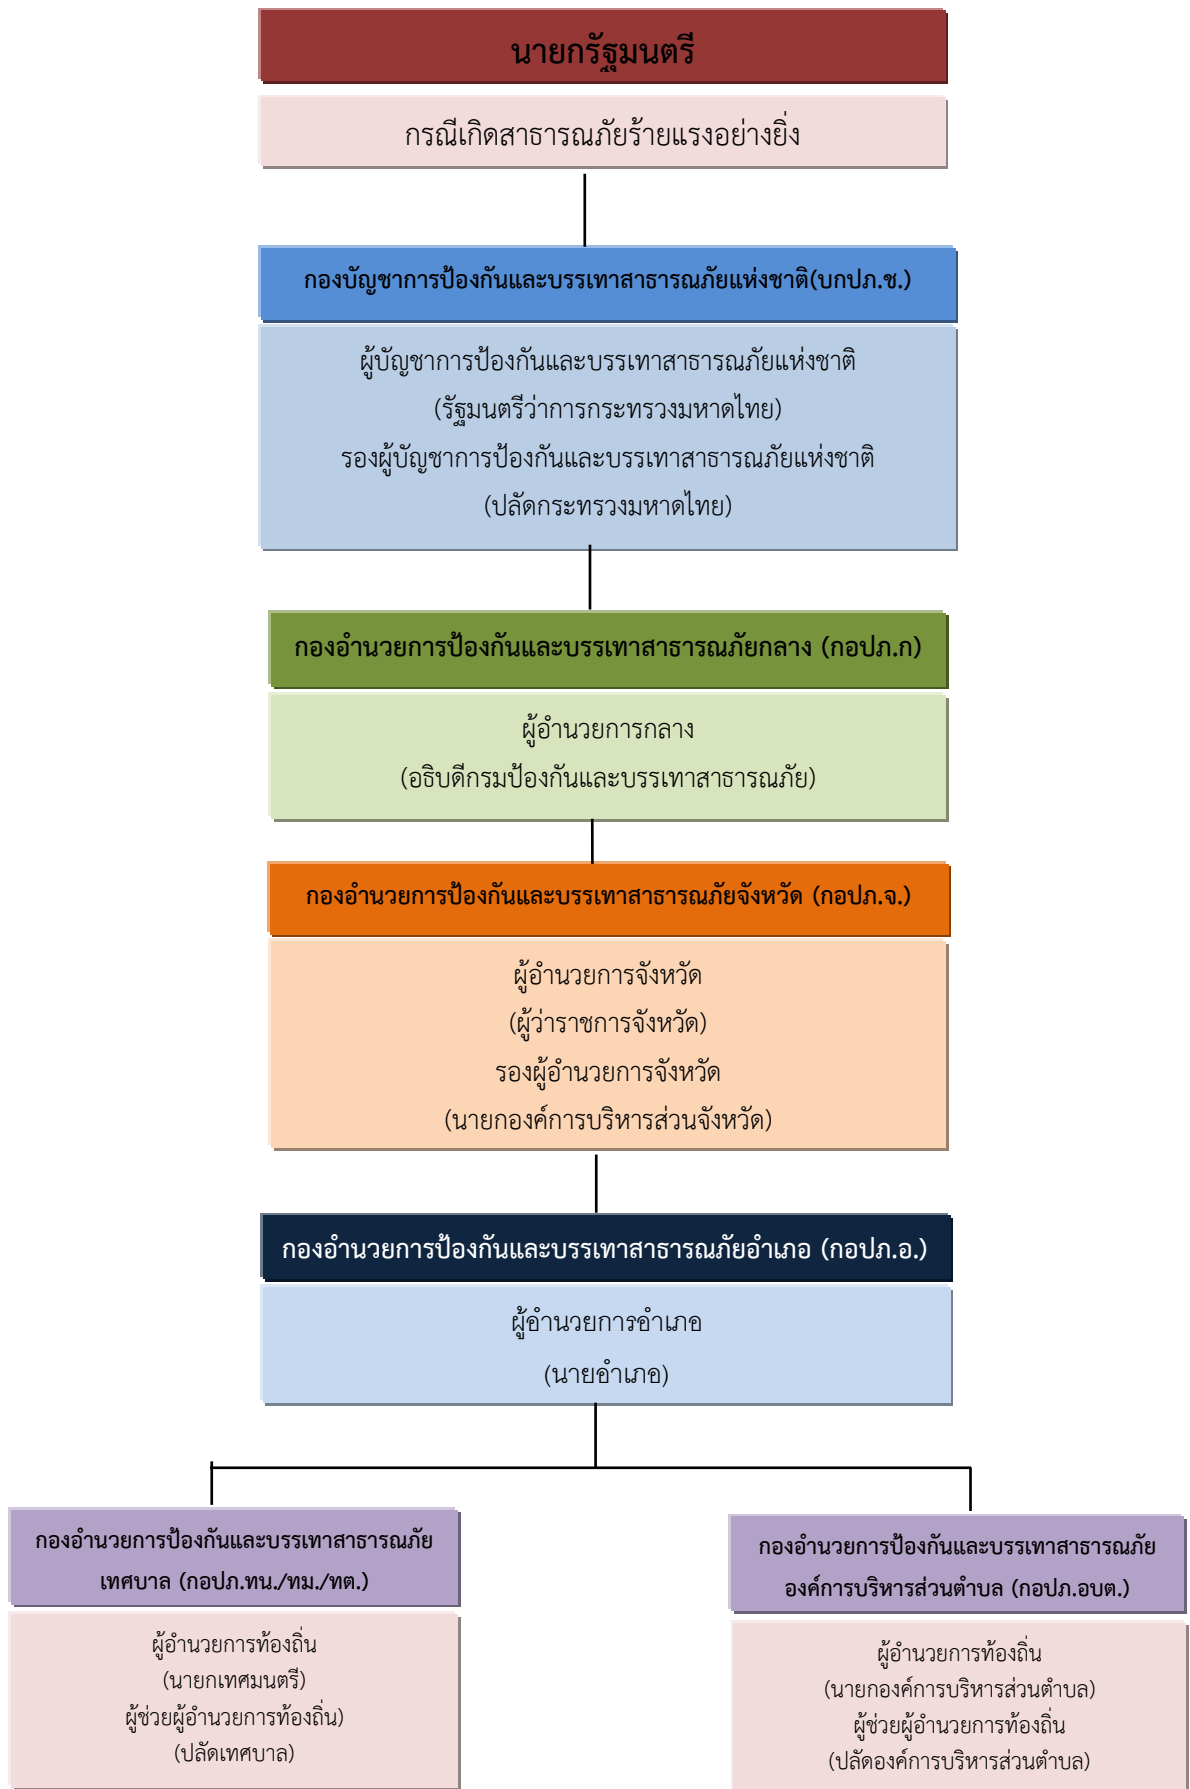 นายกรัฐมนตรี
กรณีเกิดสาธารณภัยร้ายแรงอย่างยิ่ง
กองบัญชาการป้องกันและบรรเทาสาธารณภัยแห่งชาติ(บกปภ.ช.)
ผู้บัญชาการป้องกันและบรรเทาสาธารณภัยแห่งชาติ
(รัฐมนตรีว่าการกระทรวงมหาดไทย)
รองผู้บัญชาการป้องกันและบรรเทาสาธารณภัยแห่งชาติ
(ปลัดกระทรวงมหาดไทย)
กองอำนวยการป้องกันและบรรเทาสาธารณภัยกลาง (กอปภ.ก)
ผู้อำนวยการกลาง
(อธิบดีกรมป้องกันและบรรเทาสาธารณภัย)
กองอำนวยการป้องกันและบรรเทาสาธารณภัยจังหวัด (กอปภ.จ.)
ผู้อำนวยการจังหวัด
(ผู้ว่าราชการจังหวัด)
รองผู้อำนวยการจังหวัด
(นายกองค์การบริหารส่วนจังหวัด)
กองอำนวยการป้องกันและบรรเทาสาธารณภัยอำเภอ (กอปภ.อ.)
ผู้อำนวยการอำเภอ
(นายอำเภอ)
กองอำนวยการป้องกันและบรรเทาสาธารณภัย
เทศบาล (กอปภ.ทน./ทม./ทต.)
ผู้อำนวยการท้องถิ่น
(นายกเทศมนตรี)
ผู้ช่วยผู้อำนวยการท้องถิ่น)
(ปลัดเทศบาล)
กองอำนวยการป้องกันและบรรเทาสาธารณภัย
องค์การบริหารส่วนตำบล (กอปภ.อบต.)
ผู้อำนวยการท้องถิ่น
(นายกองค์การบริหารส่วนตำบล)
ผู้ช่วยผู้อำนวยการท้องถิ่น
(ปลัดองค์การบริหารส่วนตำบล)